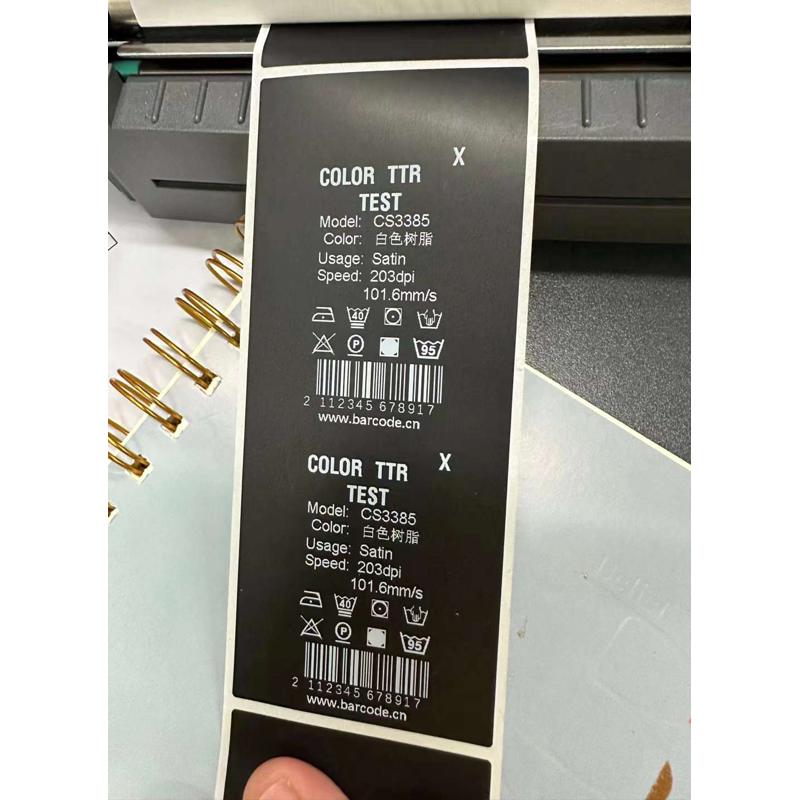 X
COLOR TTR
TEST
Model: CS3385
Color: 白色树脂
Usage: Satin
Speed: 203dpi
101.6mm/s
40
P
95
2 112345 678917
www.barcode.cn
X
COLOR TTR
TEST
Model: CS3385
Color: 白色树脂
Usage: Satin
Speed: 203dpi
101.6mm/s
40
P
95
2 112345 678917
www.barcode.cn